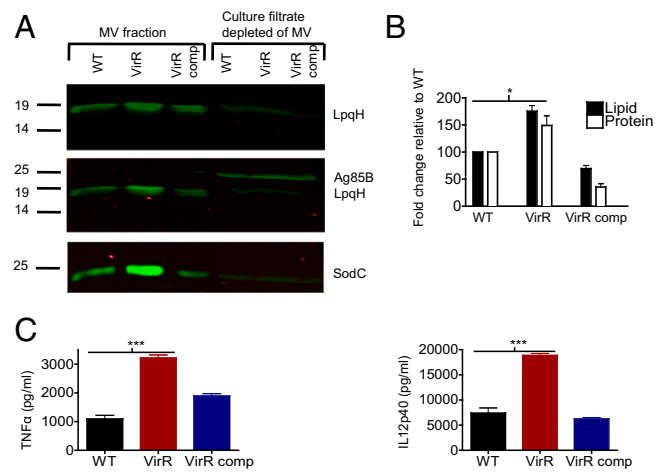 A
MV fraction
Culture filtrate
depleted of MV
WT
VirR
VirR
comp
WT
VirR
VirR
comp
19
14
LpqH
25
19
14
Ag85B
LpqH
25
SodC
B
Fold change relative to WT
200
150
100
50
0
*
Lipid
Protein
WT
VirR
VirR comp
C
TNFα (pg/ml)
3000
2000
1000
0
***
WT
VirR
VirR comp
IL12p40 (pg/ml)
20000
15000
10000
5000
0
***
WT
VirR
VirR comp